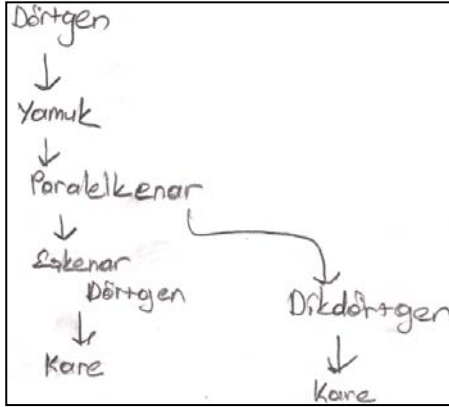 Dörtgen
Yamuk
Paralelkenar
Eşkenar
Dörtgen
Dikdörtgen
Kare
Kare